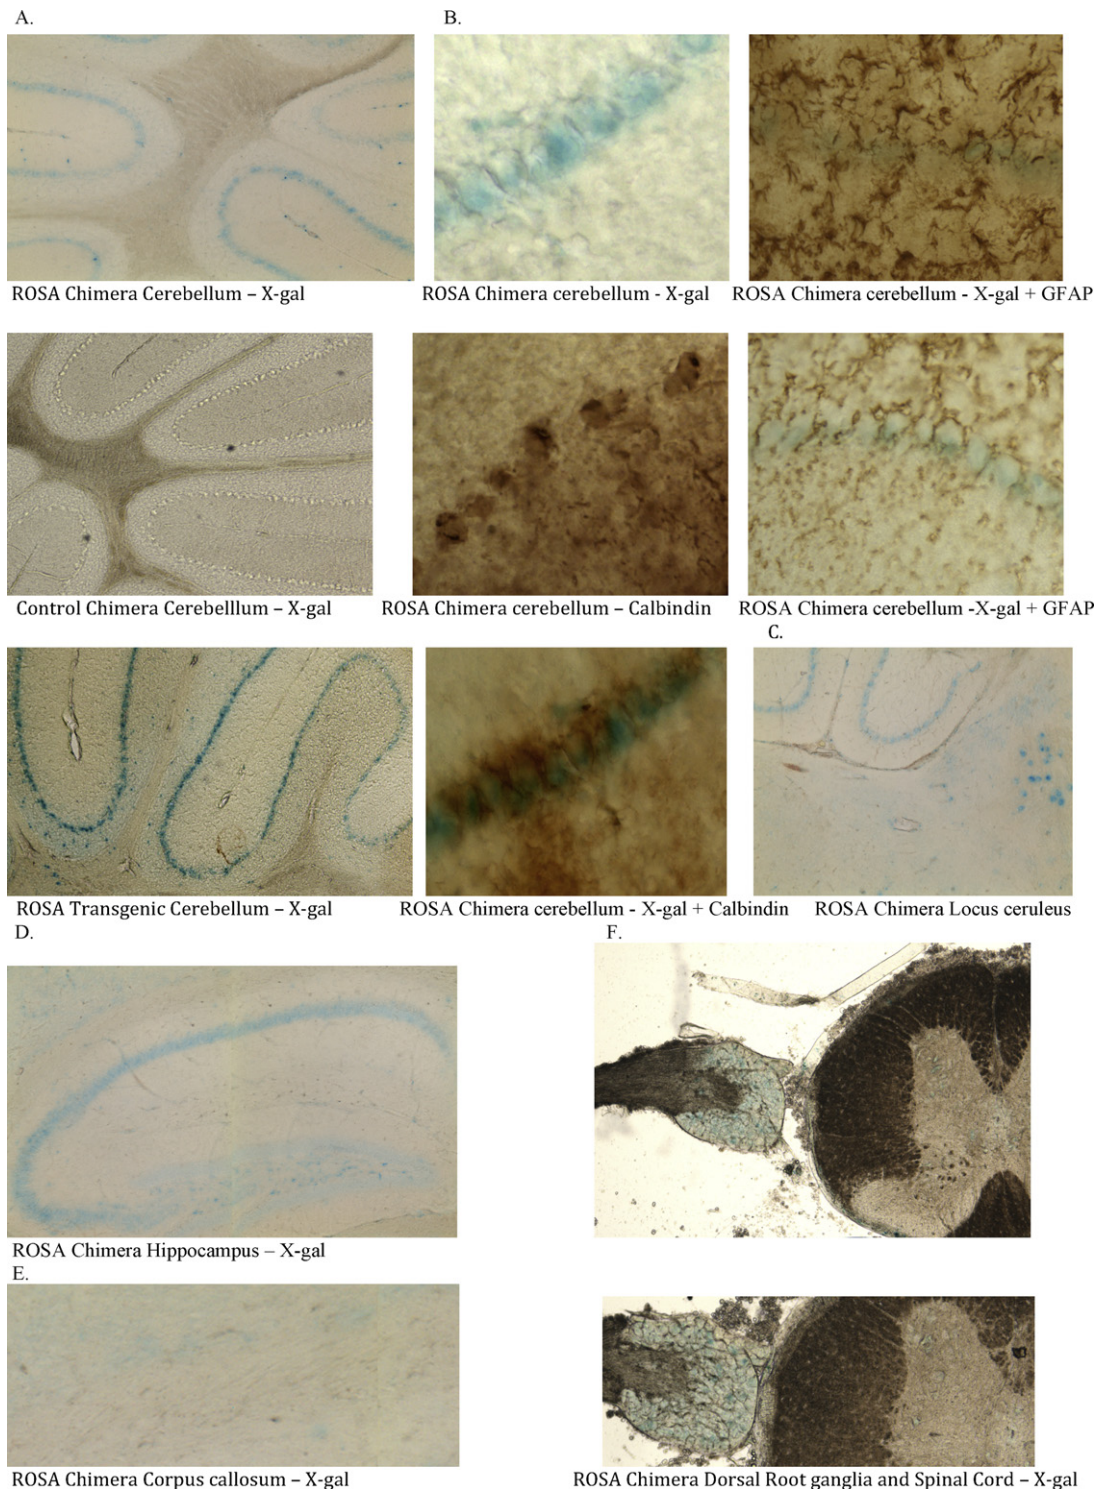 A.
B.
ROSA Chimera Cerebellum – X-gal
ROSA Chimera cerebellum - X-gal
ROSA Chimera cerebellum - X-gal + GFAP
Control Chimera Cerebelllum – X-gal
ROSA Chimera cerebellum – Calbindin
ROSA Chimera cerebellum -X-gal + GFAP
C.
ROSA Transgenic Cerebellum – X-gal
ROSA Chimera cerebellum - X-gal + Calbindin
ROSA Chimera Locus ceruleus
D.
F.
ROSA Chimera Hippocampus – X-gal
E.
ROSA Chimera Corpus callosum – X-gal
ROSA Chimera Dorsal Root ganglia and Spinal Cord – X-gal